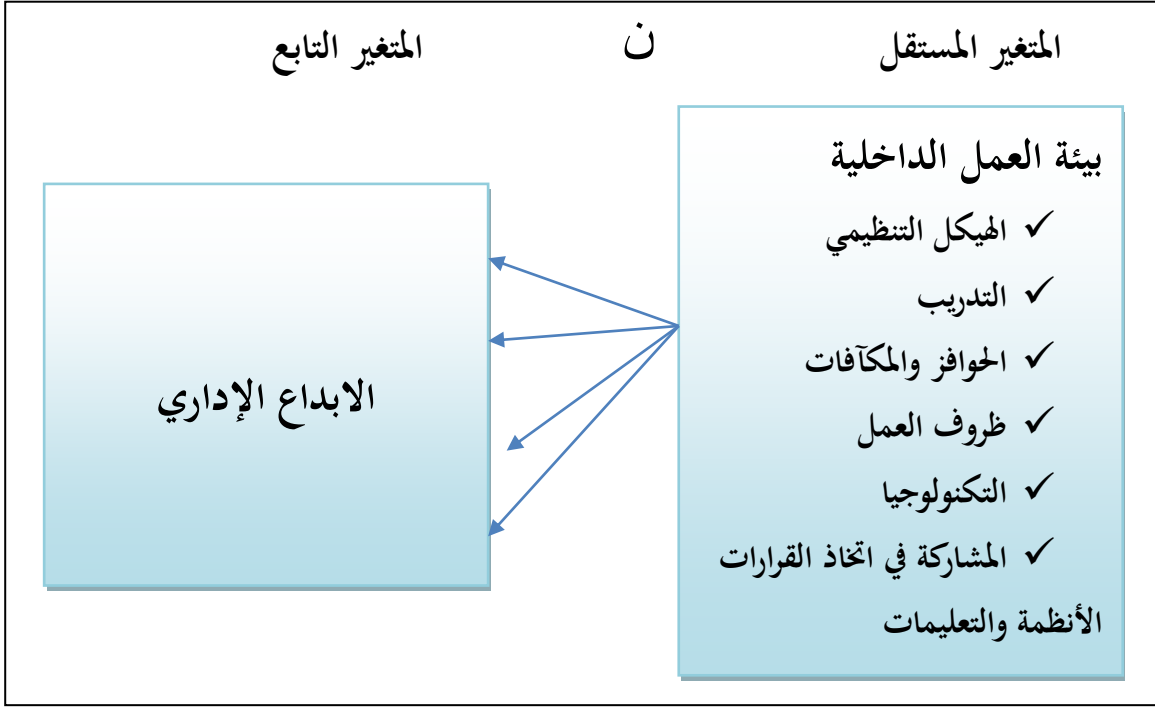 المتغير المستقل
ن
المتغير التابع
بيئة العمل الداخلية
✓ الهيكل التنظيمي
✓ التدريب
✓ الحوافز والمكآفات
✓ ظروف العمل
✓ التكنولوجيا
✓ المشاركة في اتخاذ القرارات
الأنظمة والتعليمات
الابداع الإداري